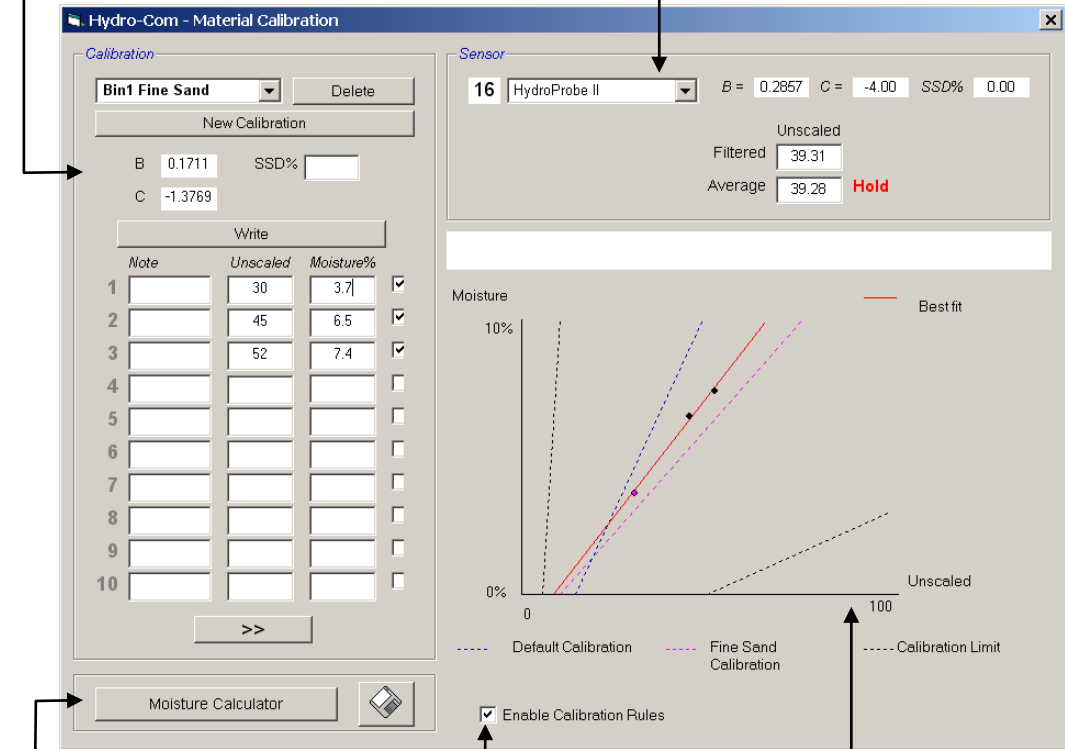 Hydro-Com - Material Calibration
Calibration
Bin1 Fine Sand
Delete
New Calibration
B 0.1711 SSD%
C -1.3769
Write
Note Unscaled Moisture%
1 30 3.7
2 45 6.5
3 52 7.4
4
5
6
7
8
9
10
>>
Moisture Calculator
Sensor
16 HydroProbe II B = 0.2857 C = -4.00 SSD% 0.00
Unscaled
Filtered 39.31
Average 39.28 Hold
Moisture
Best fit
10%
0%
Unscaled
0
100
Default Calibration
Fine Sand
Calibration
Calibration Limit
Enable Calibration Rules